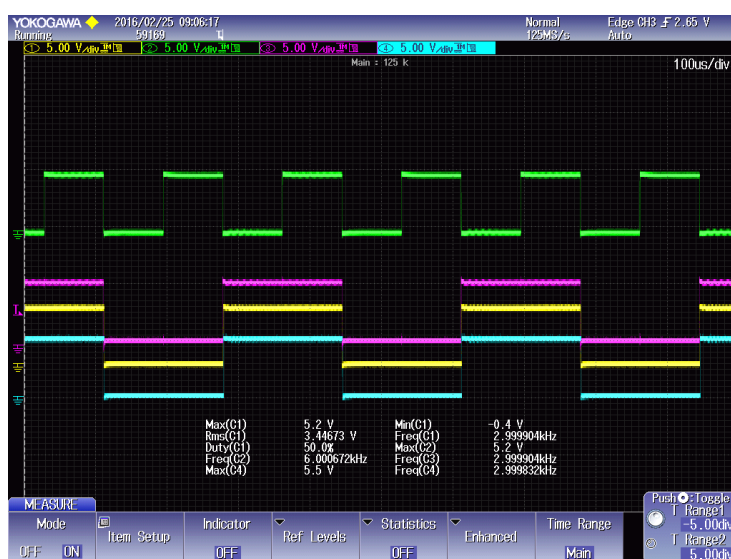 YOKOGAWA 2016/02/25 09:06:17 Normal Edge CH3 2.65 V
Running 59169 125MS/s Auto
1 5.00 V/div 2 5.00 V/div 3 5.00 V/div 4 5.00 V/div
Main : 125 k 100us/div
Max(C1) 5.2 V Min(C1) -0.4 V
Rms(C1) 3.44673 V Freq(C1) 2.999904kHz
Duty(C1) 50.0% Max(C2) 5.2 V
Freq(C2) 6.000672kHz Freq(C3) 2.999904kHz
Max(C4) 5.5 V Freq(C4) 2.999832kHz
MEASURE
Mode
OFF ON
Item Setup
Indicator
OFF
Ref Levels
Statistics
OFF
Enhanced
Time Range
Main
Push :Toggle
T Range1
-5.00div
T Range2
5.00div